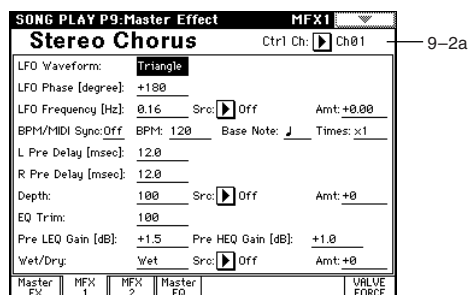 SONG PLAY P9:Master Effect MFX1
Stereo Chorus Ctrl Ch: Ch01 9–2a
LFO Waveform: Triangle
LFO Phase [degree]: +180
LFO Frequency [Hz]: 0.16 Src: Off Amt: +0.00
BPM/MIDI Sync: Off BPM: 120 Base Note: ♩ Times: ×1
L Pre Delay [msec]: 12.0
R Pre Delay [msec]: 12.0
Depth: 100 Src: Off Amt: +0
EQ Trim: 100
Pre LEQ Gain [dB]: +1.5 Pre HEQ Gain [dB]: +1.0
Wet/Dry: Wet Src: Off Amt: +0
Master FX MFX 1 MFX 2 Master EQ VALVE FORCE